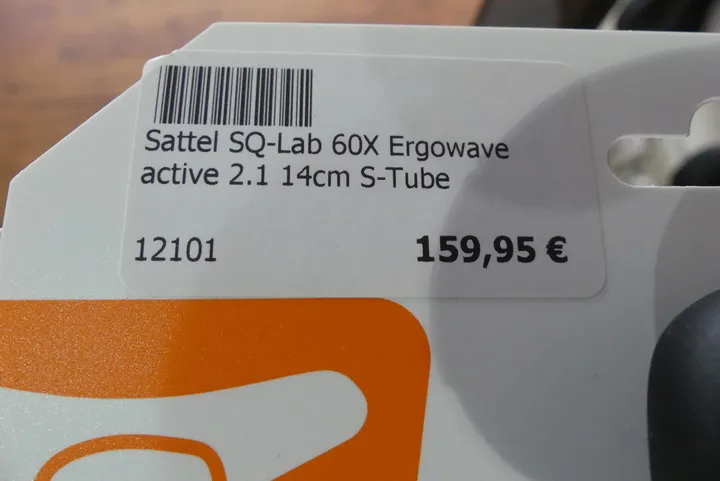 Sattel SQ-Lab 60X Ergowave
active 2.1 14cm S-Tube
12101
159,95 €